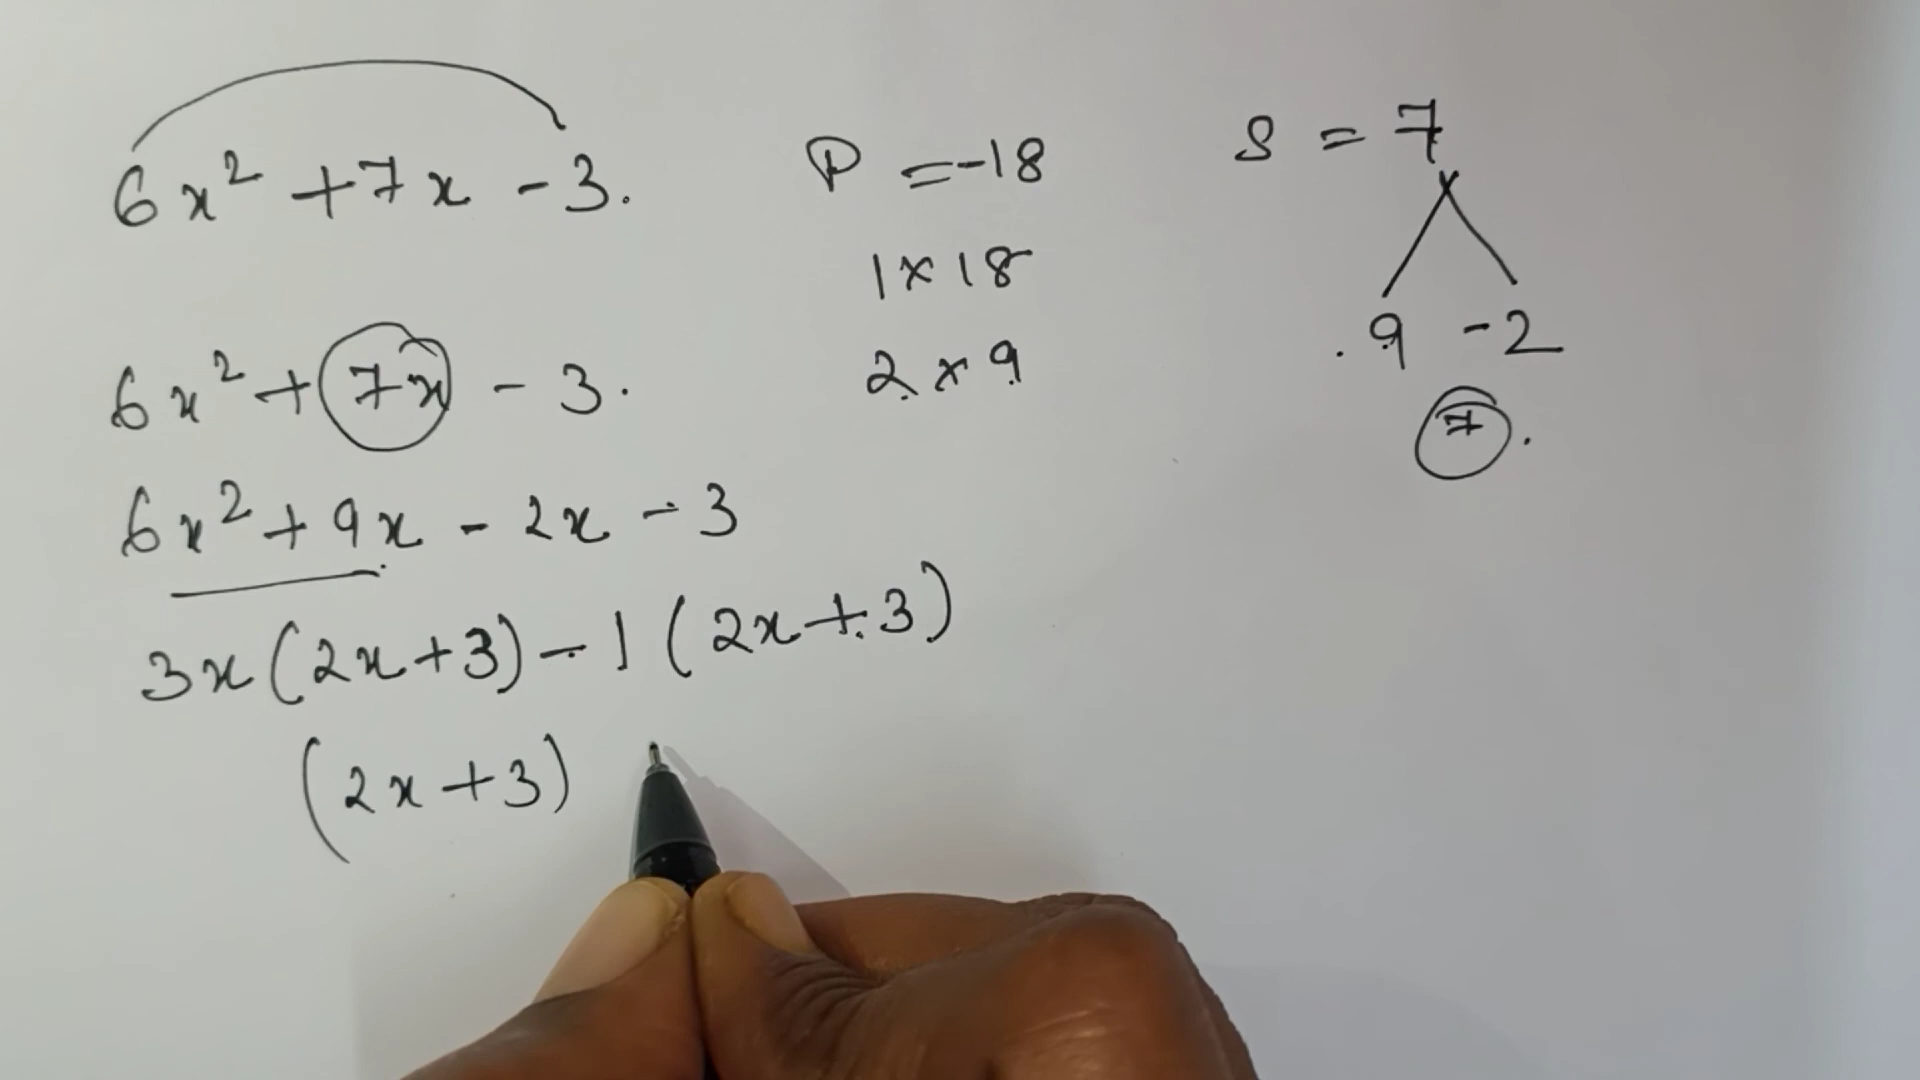 6x² + 7x - 3.
P = -18
S = 7
1 × 18
2 × 9
9 -2
7.
6x² + 7x - 3.
6x² + 9x - 2x - 3
3x(2x+3) - 1(2x+3)
(2x+3)